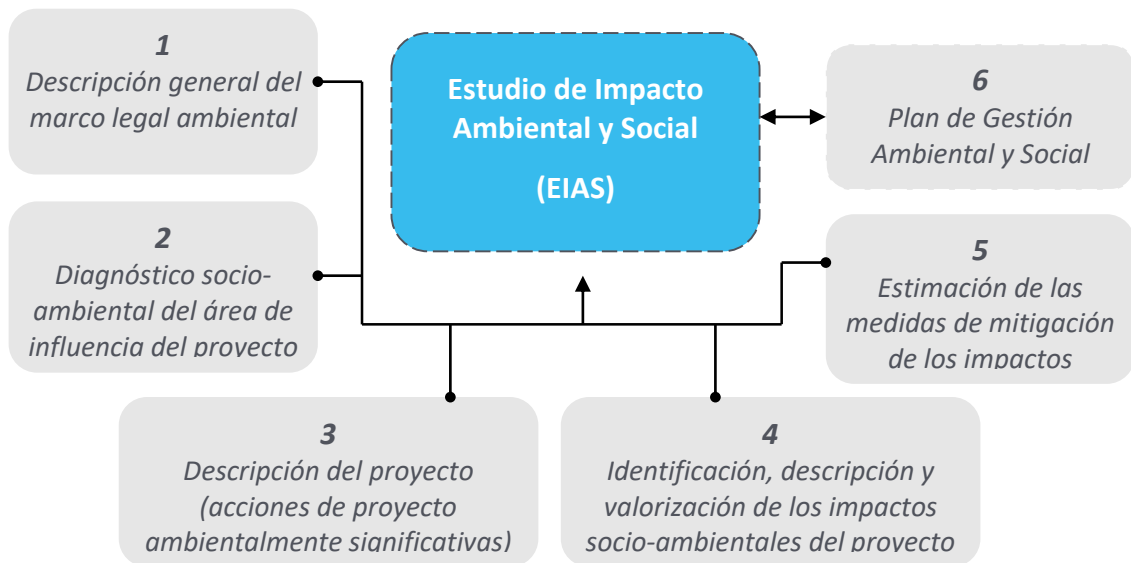 1
Descripción general del
marco legal ambiental
Estudio de Impacto
Ambiental y Social
(EIAS)
6
Plan de Gestión
Ambiental y Social
2
Diagnóstico socio-
ambiental del área de
influencia del proyecto
5
Estimación de las
medidas de mitigación
de los impactos
3
Descripción del proyecto
(acciones de proyecto
ambientalmente significativas)
4
Identificación, descripción y
valorización de los impactos
socio-ambientales del proyecto